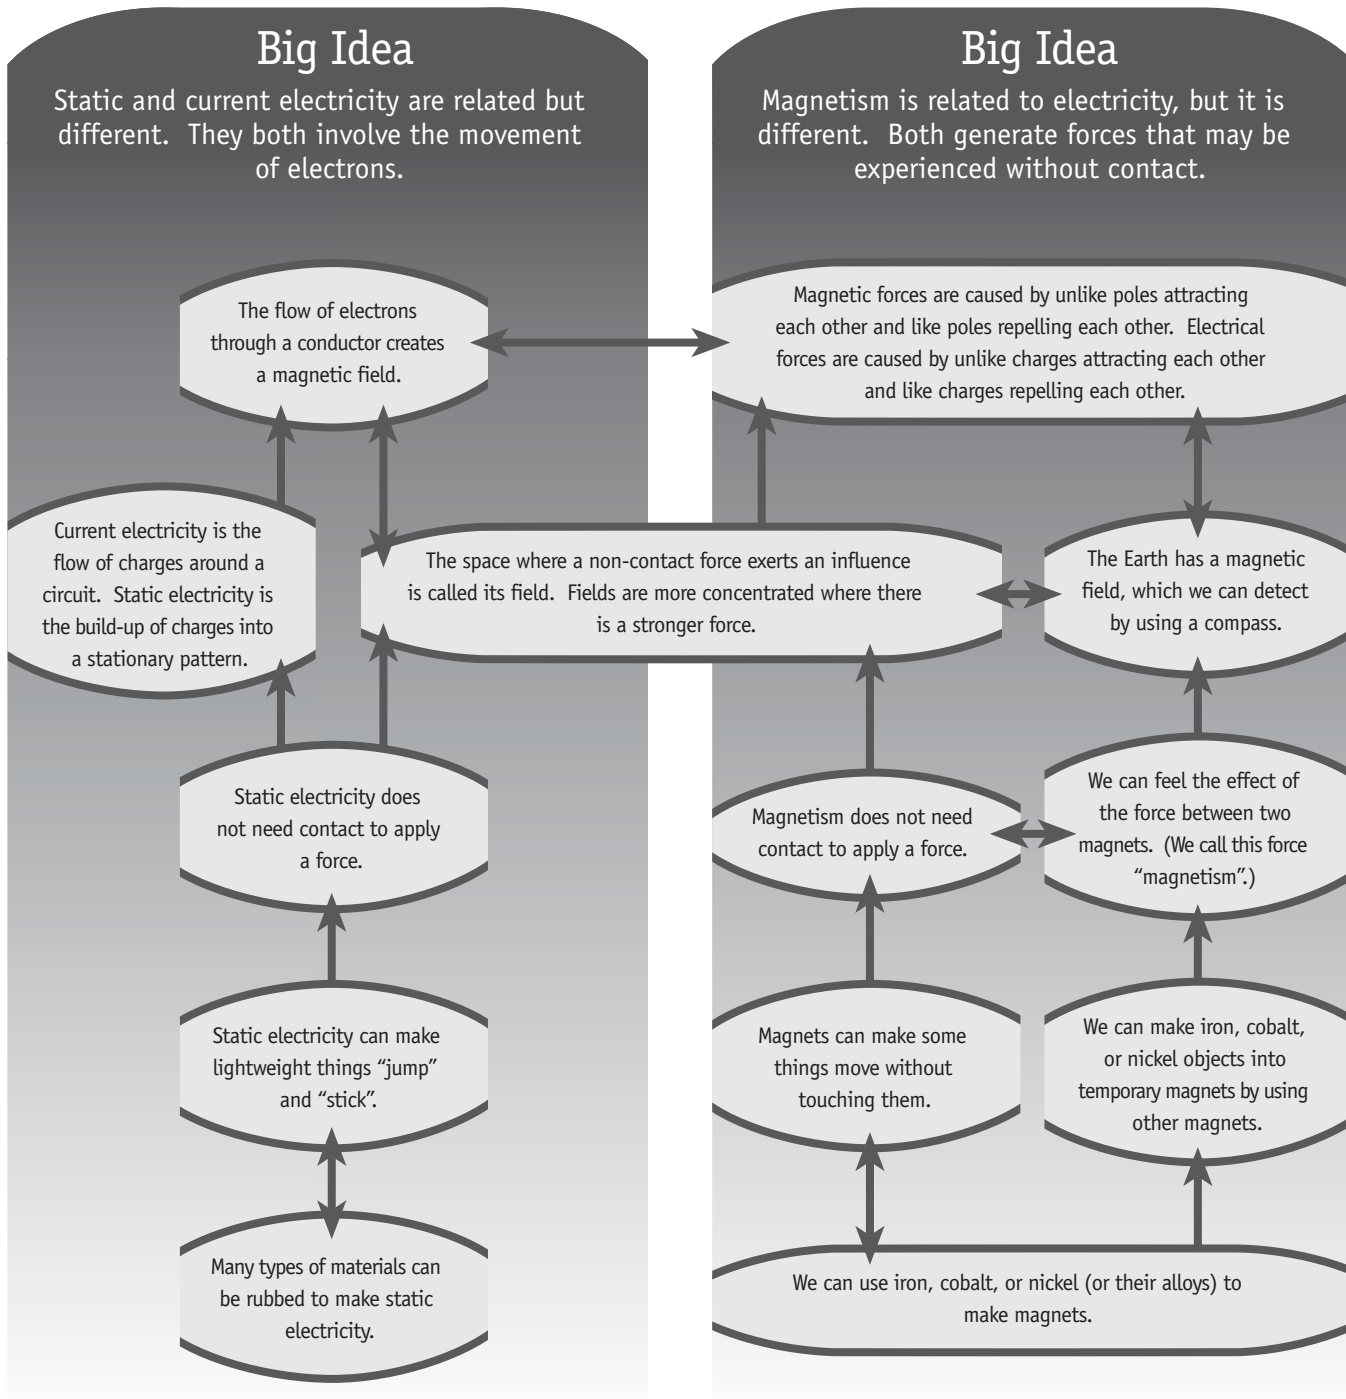 Big Idea
Static and current electricity are related but
different. They both involve the movement
of electrons.
Big Idea
Magnetism is related to electricity, but it is
different. Both generate forces that may be
experienced without contact.
The flow of electrons
through a conductor creates
a magnetic field.
Magnetic forces are caused by unlike poles attracting
each other and like poles repelling each other. Electrical
forces are caused by unlike charges attracting each other
and like charges repelling each other.
Current electricity is the
flow of charges around a
circuit. Static electricity is
the build-up of charges into
a stationary pattern.
The space where a non-contact force exerts an influence
is called its field. Fields are more concentrated where there
is a stronger force.
The Earth has a magnetic
field, which we can detect
by using a compass.
Static electricity does
not need contact to apply
a force.
Magnetism does not need
contact to apply a force.
We can feel the effect of
the force between two
magnets. (We call this force
“magnetism”.)
Static electricity can make
lightweight things “jump”
and “stick”.
Magnets can make some
things move without
touching them.
We can make iron, cobalt,
or nickel objects into
temporary magnets by using
other magnets.
Many types of materials can
be rubbed to make static
electricity.
We can use iron, cobalt, or nickel (or their alloys) to
make magnets.